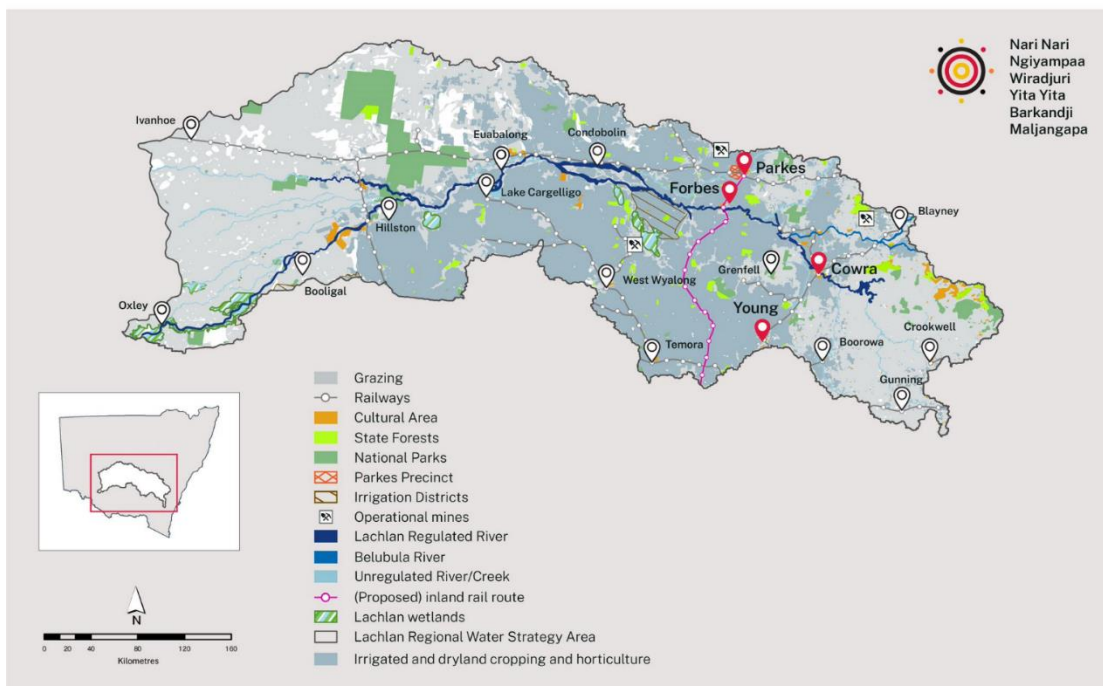 Nari Nari
Ngiyampaa
Wiradjuri
Yita Yita
Barkandji
Maljangapa
Ivanhoe
Euabalong
Condobolin
Parkes
Forbes
Lake Cargelligo
Hillston
Blayney
Grenfell
Cowra
West Wyalong
Booligal
Oxley
Young
Temora
Boorowa
Crookwell
Gunning
Grazing
Railways
Cultural Area
State Forests
National Parks
Parkes Precinct
Irrigation Districts
Operational mines
Lachlan Regulated River
Belubula River
Unregulated River/Creek
(Proposed) inland rail route
Lachlan wetlands
Lachlan Regional Water Strategy Area
Irrigated and dryland cropping and horticulture
N
0 20 40 80 120 160
Kilometres